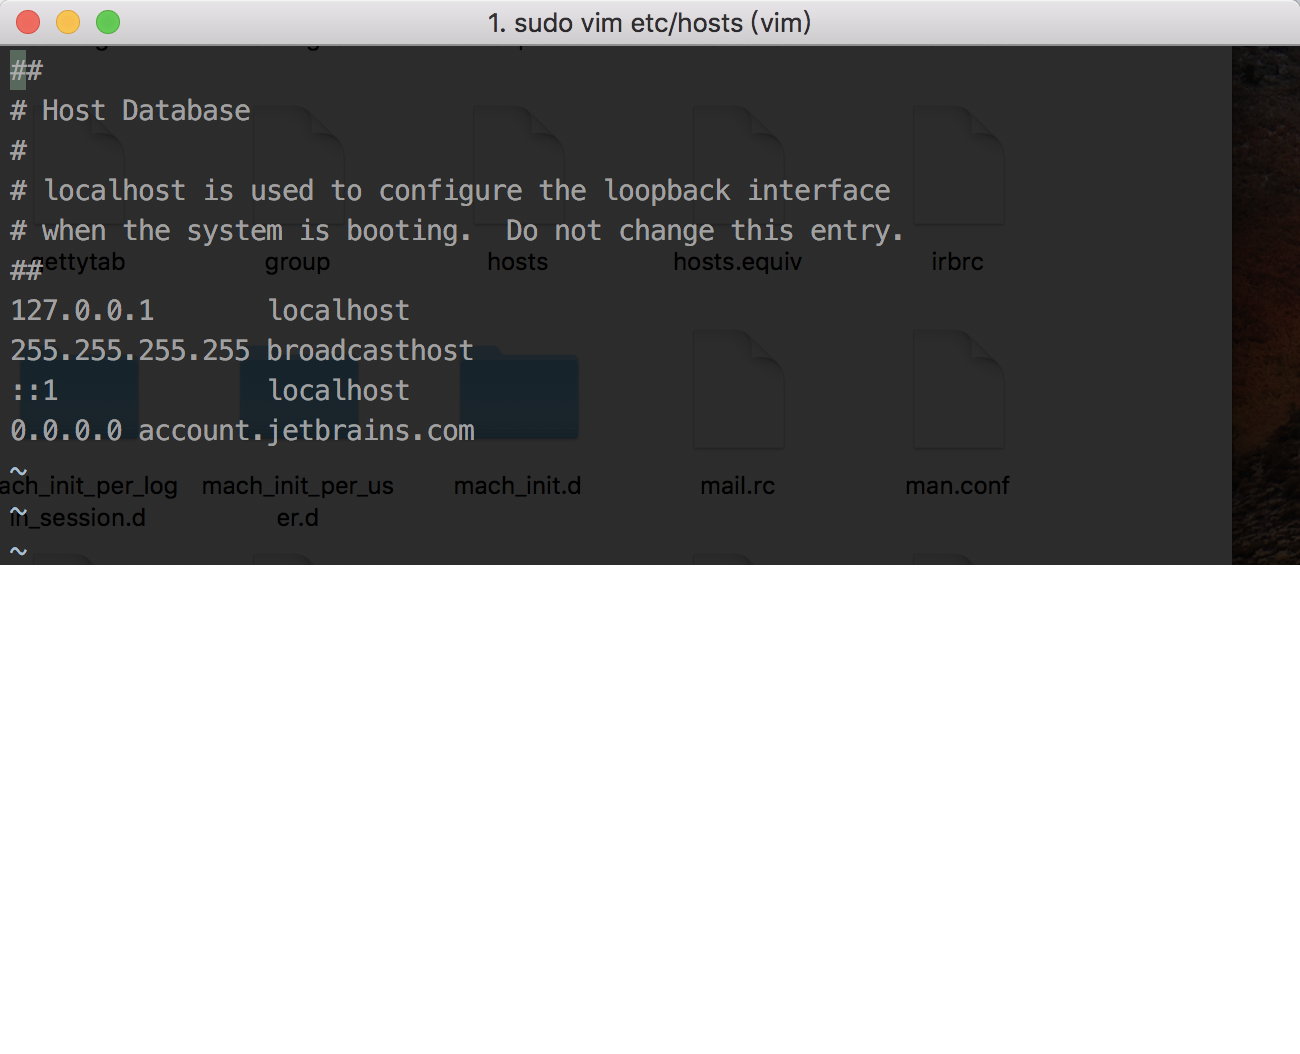 1. sudo vim etc/hosts (vim)
##
# Host Database
#
# localhost is used to configure the loopback interface
# when the system is booting.  Do not change this entry.
##
127.0.0.1       localhost
255.255.255.255 broadcasthost
::1             localhost
0.0.0.0 account.jetbrains.com
~
~
~
gettytab
group
hosts
hosts.equiv
irbrc
ach_init_per_log
in_session.d
mach_init_per_us
er.d
mach_init.d
mail.rc
man.conf